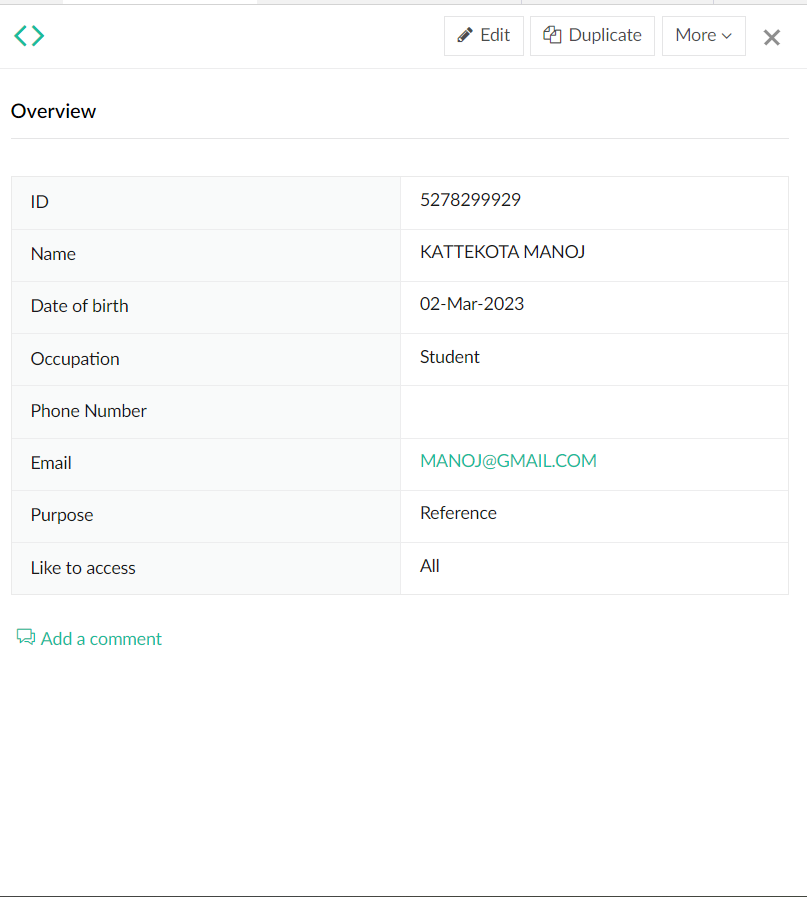 Edit Duplicate More
Overview
ID 5278299929
Name KATTEKOTA MANOJ
Date of birth 02-Mar-2023
Occupation Student
Phone Number
Email MANOJ@GMAIL.COM
Purpose Reference
Like to access All
Add a comment